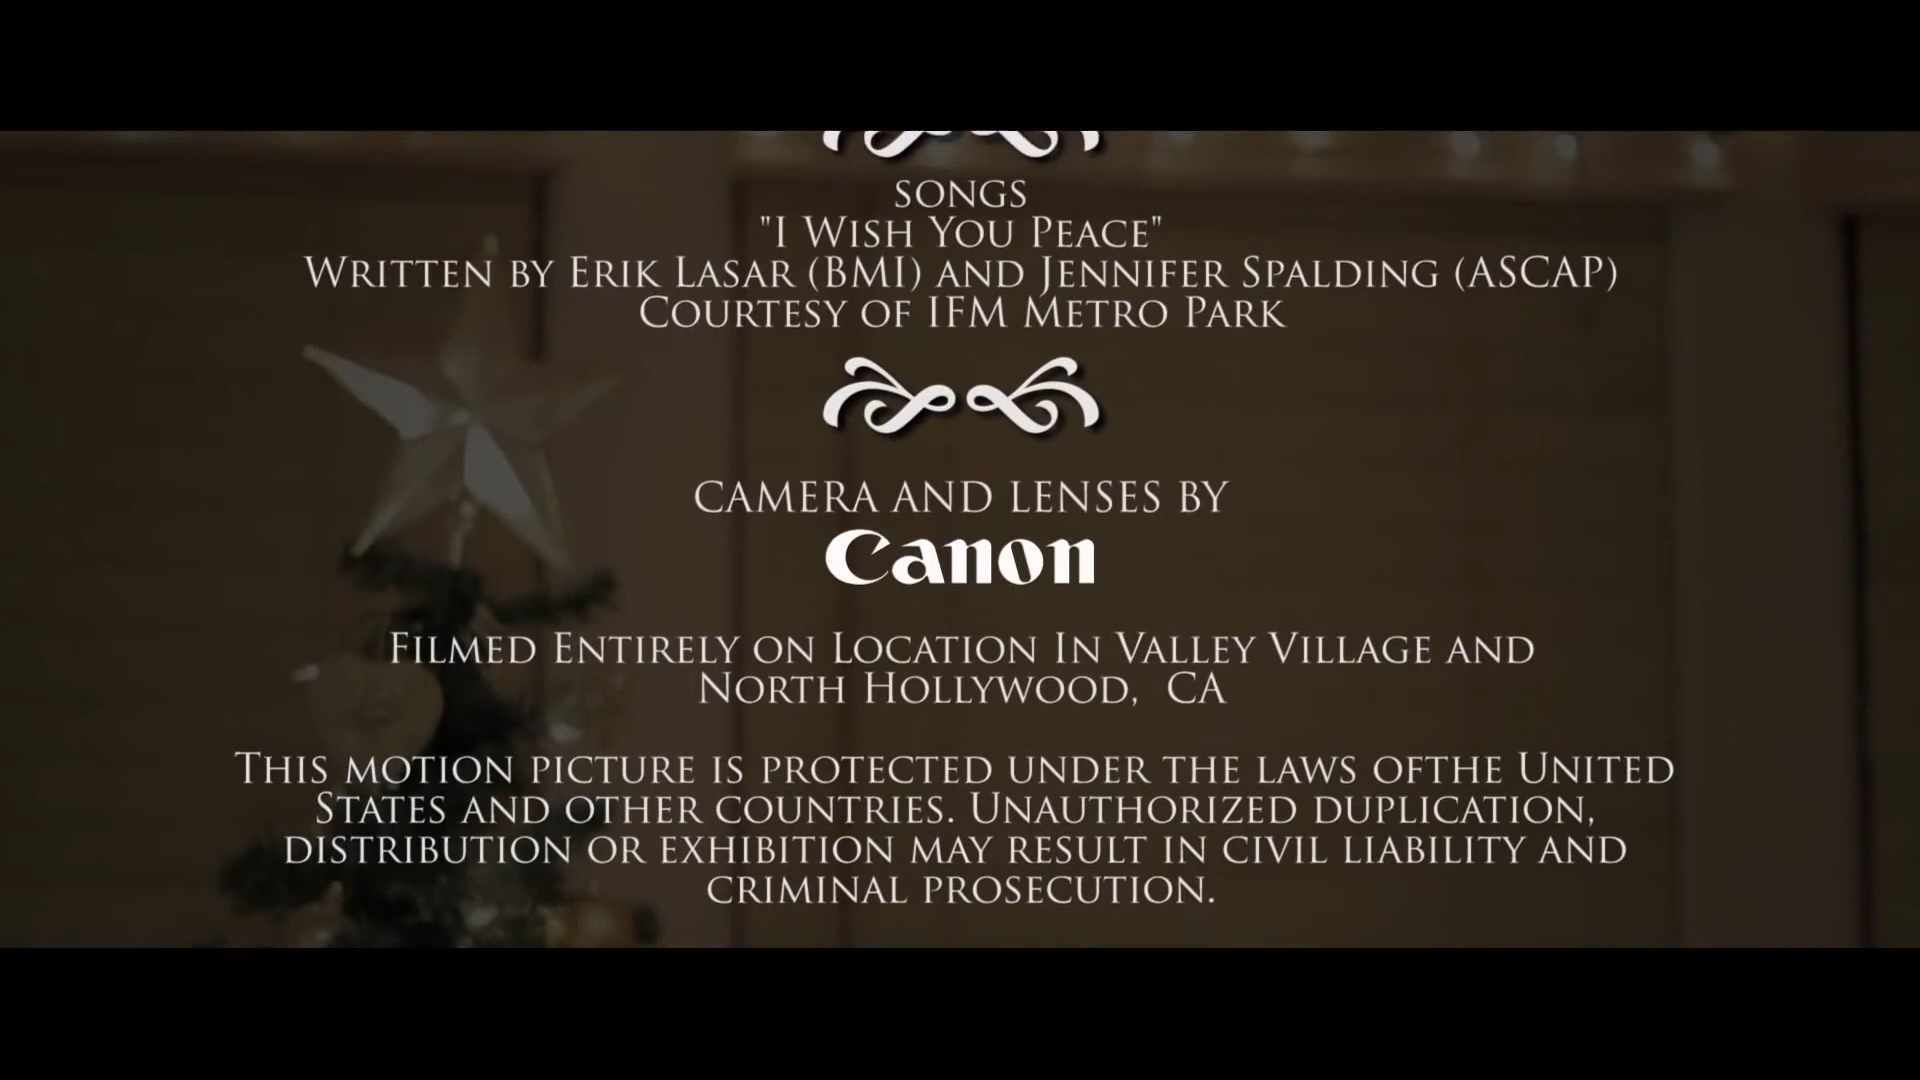 SONGS
"I WISH YOU PEACE"
WRITTEN BY ERIK LASAR (BMI) AND JENNIFER SPALDING (ASCAP)
COURTESY OF IFM METRO PARK
CAMERA AND LENSES BY
Canon
FILMED ENTIRELY ON LOCATION IN VALLEY VILLAGE AND
NORTH HOLLYWOOD, CA
THIS MOTION PICTURE IS PROTECTED UNDER THE LAWS OFTHE UNITED
STATES AND OTHER COUNTRIES. UNAUTHORIZED DUPLICATION,
DISTRIBUTION OR EXHIBITION MAY RESULT IN CIVIL LIABILITY AND
CRIMINAL PROSECUTION.